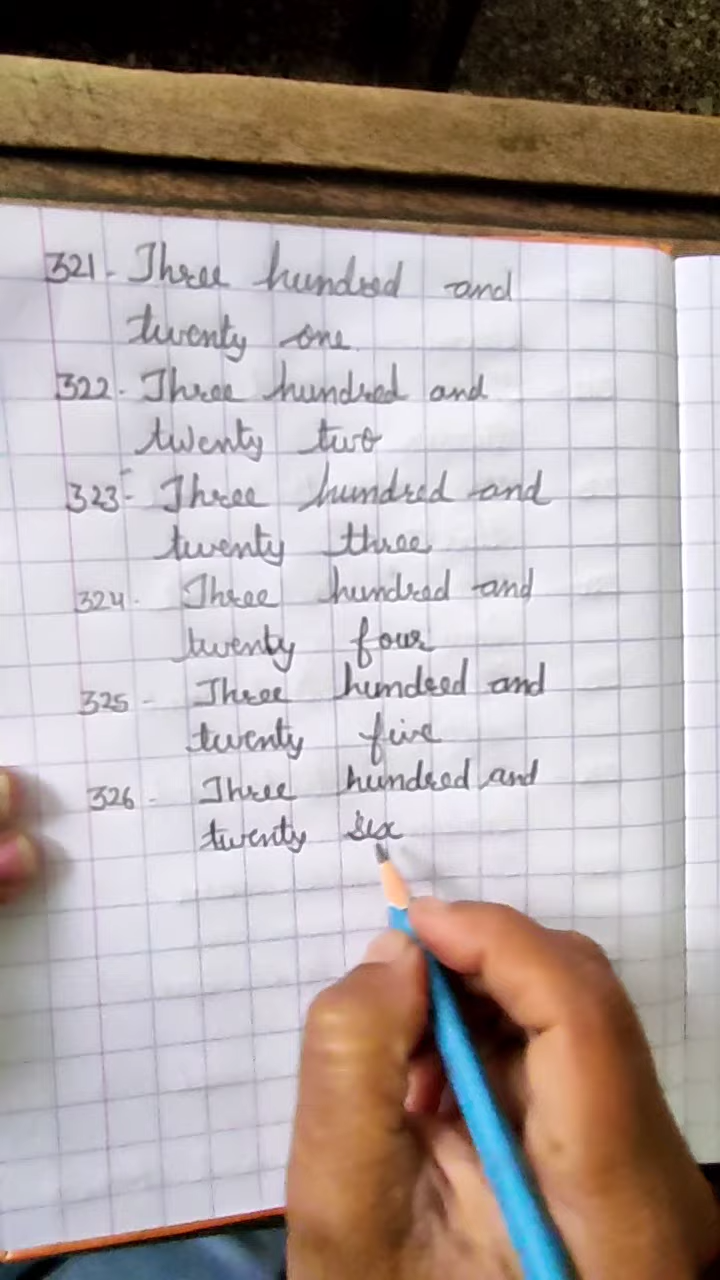 321- Three hundred and
twenty one.
322- Three hundred and
twenty two
323- Three hundred and
twenty three
324- Three hundred and
twenty four
325- Three hundred and
twenty five
326- Three hundred and
twenty six